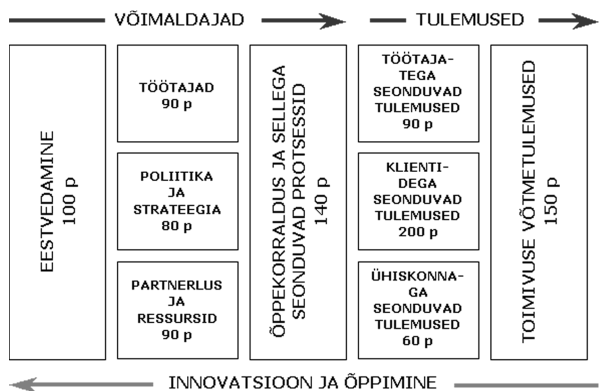 VÕIMALDAJAD
TULEMUSED
EESTVEDAMINE
100 p
TÖÖTAJAD
90 p
POLIITIKA
JA
STRATEEGIA
80 p
PARTNERLUS
JA
RESSURSID
90 p
ÕPPEKORRALDUS JA SELLEGA
SEONDUVAD PROTSESSID
140 p
TÖÖTAJA-
TEGA
SEONDUVAD
TULEMUSED
90 p
KLIENTI-
DEGA
SEONDUVAD
TULEMUSED
200 p
ÜHISKONNA-
GA
SEONDUVAD
TULEMUSED
60 p
TOIMIVUSE VÕTMETULEMUSED
150 p
INNOVATSIOON JA ÕPPIMINE